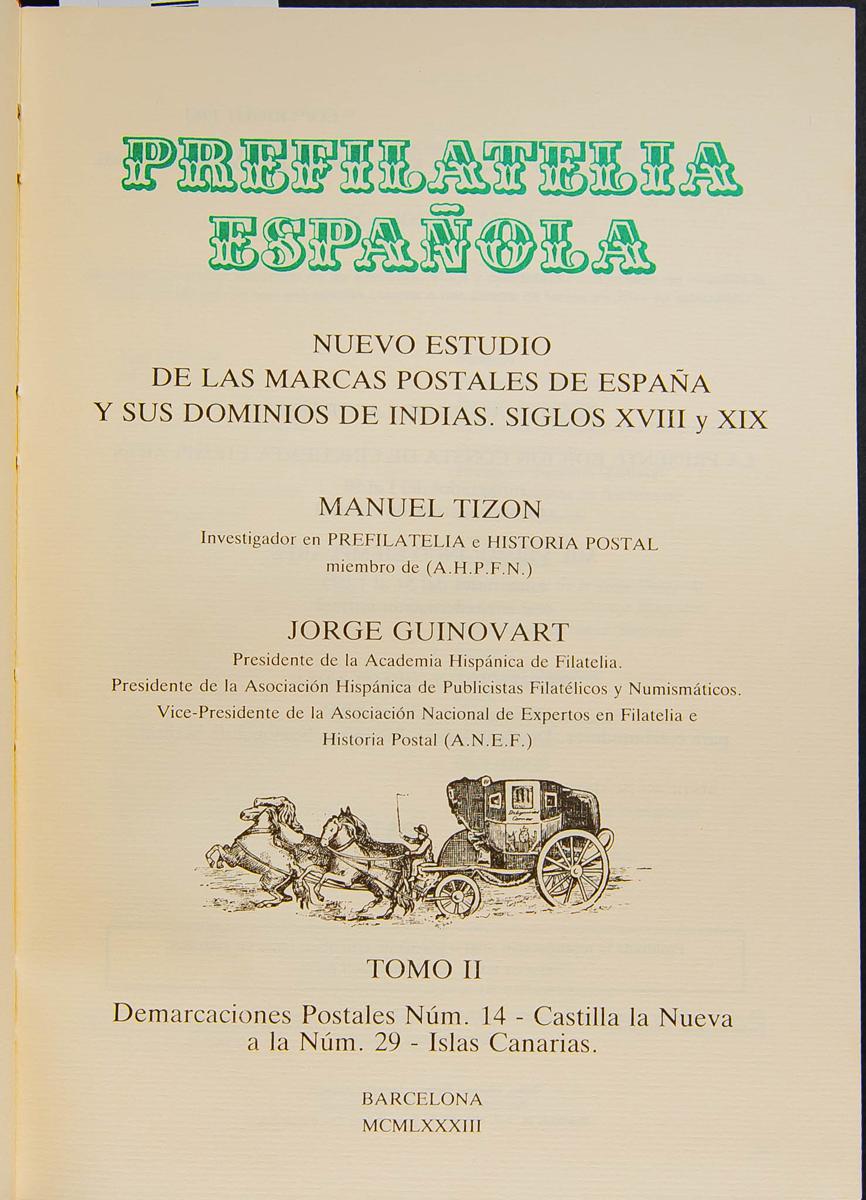 PREFILATELIA
ESPAÑOLA
NUEVO ESTUDIO
DE LAS MARCAS POSTALES DE ESPAÑA
Y SUS DOMINIOS DE INDIAS. SIGLOS XVIII y XIX
MANUEL TIZON
Investigador en PREFILATELIA e HISTORIA POSTAL
miembro de (A.H.P.F.N.)
JORGE GUINOVART
Presidente de la Academia Hispánica de Filatelia.
Presidente de la Asociación Hispánica de Publicistas Filatélicos y Numismáticos.
Vice-Presidente de la Asociación Nacional de Expertos en Filatelia e
Historia Postal (A.N.E.F.)
TOMO II
Demarcaciones Postales Núm. 14 - Castilla la Nueva
a la Núm. 29 - Islas Canarias.
BARCELONA
MCMLXXXIII